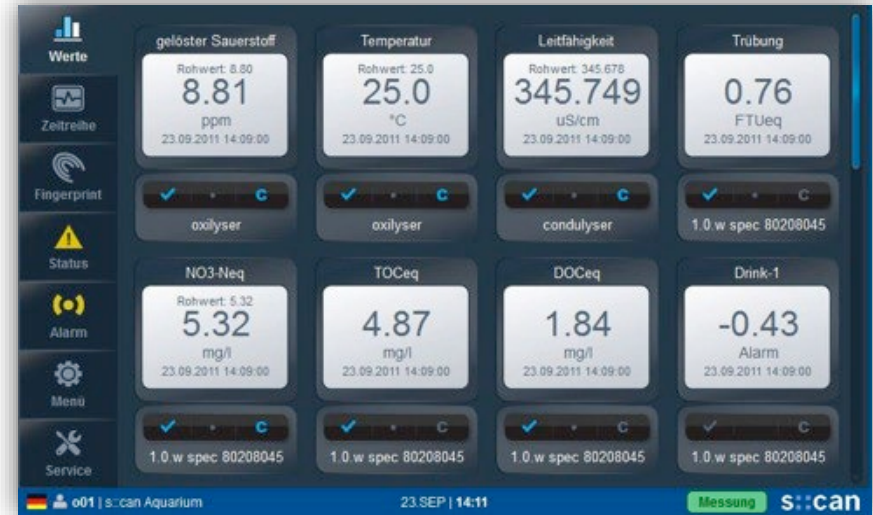 Werte
Zeitreihe
Fingerprint
Status
Alarm
Menü
Service
gelöster Sauerstoff
Rohwert: 8.80
8.81
ppm
23.09.2011 14:09:00
C
oxilyser
Temperatur
Rohwert: 25.0
25.0
°C
23.09.2011 14:09:00
C
oxilyser
Leitfähigkeit
Rohwert: 345.678
345.749
uS/cm
23.09.2011 14:09:00
C
condulyser
Trübung
0.76
FTUeq
23.09.2011 14:09:00
C
1.0.w spec 80208045
NO3-Neq
Rohwert: 5.32
5.32
mg/l
23.09.2011 14:09:00
C
1.0.w spec 80208045
TOCeq
4.87
mg/l
23.09.2011 14:09:00
C
1.0.w spec 80208045
DOCeq
1.84
mg/l
23.09.2011 14:09:00
C
1.0.w spec 80208045
Drink-1
-0.43
Alarm
23.09.2011 14:09:00
C
1.0.w spec 80208045
o01 | s::can Aquarium
23.SEP | 14:11
Messung
s::can